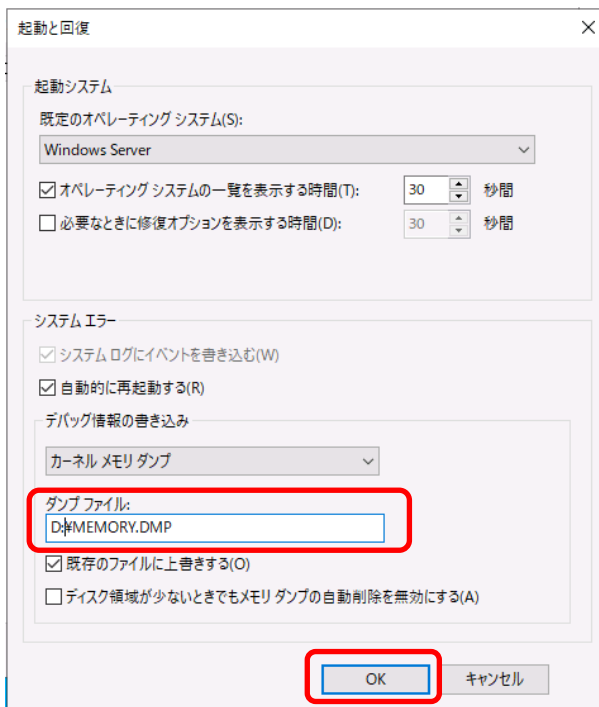 起動と回復
起動システム
既定のオペレーティング システム(S):
Windows Server
オペレーティング システムの一覧を表示する時間(T): 30 秒間
必要なときに修復オプションを表示する時間(D): 30 秒間
システム エラー
システム ログにイベントを書き込む(W)
自動的に再起動する(R)
デバッグ情報の書き込み
カーネル メモリ ダンプ
ダンプ ファイル:
D:¥MEMORY.DMP
既存のファイルに上書きする(O)
ディスク領域が少ないときでもメモリ ダンプの自動削除を無効にする(A)
OK キャンセル